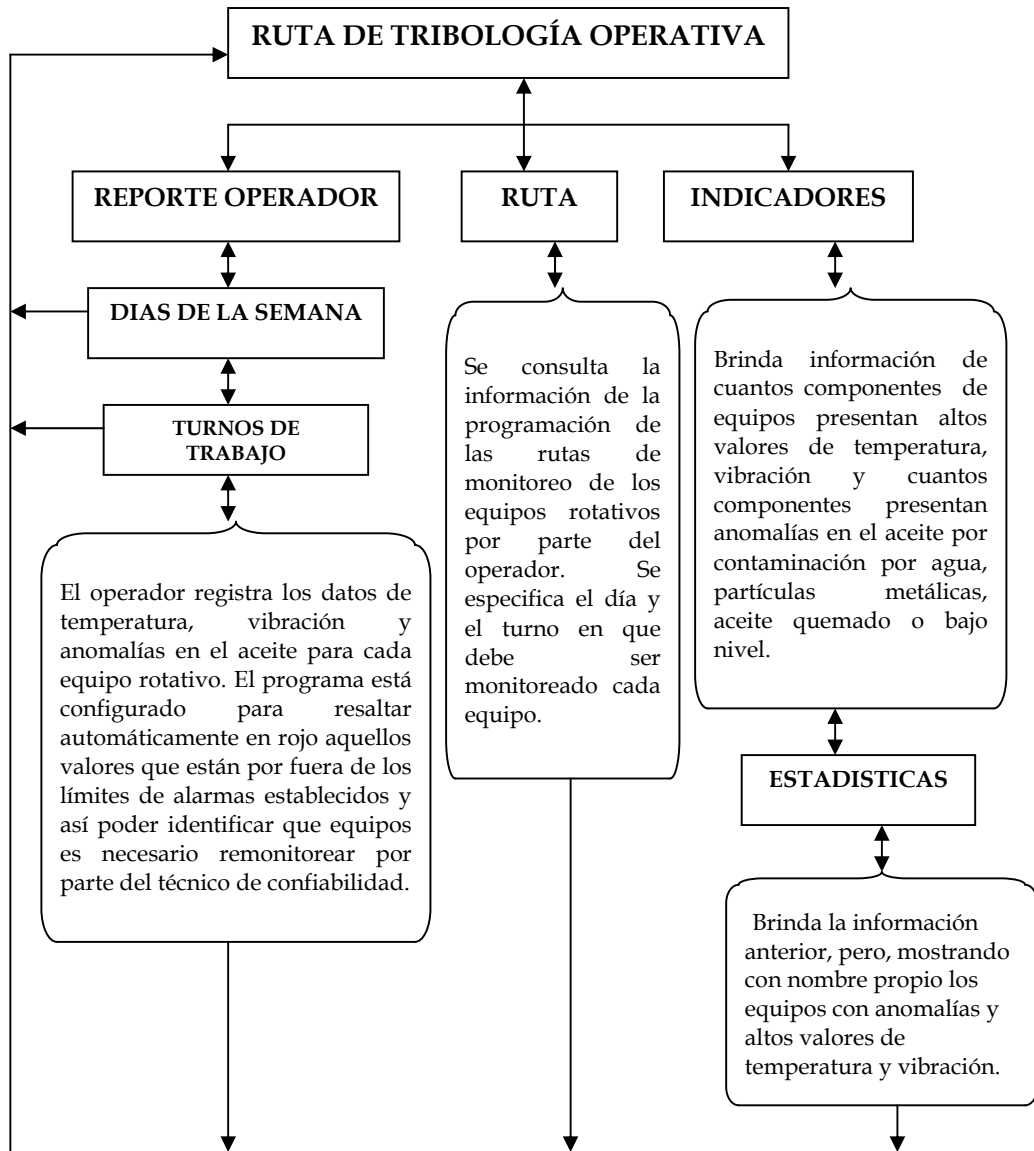 RUTA DE TRIBOLOGÍA OPERATIVA
REPORTE OPERADOR
RUTA
INDICADORES
DIAS DE LA SEMANA
TURNOS DE
TRABAJO
El operador registra los datos de
temperatura, vibración y
anomalías en el aceite para cada
equipo rotativo. El programa está
configurado para resaltar
automáticamente en rojo aquellos
valores que están por fuera de los
límites de alarmas establecidos y
así poder identificar que equipos
es necesario remonitorear por
parte del técnico de confiabilidad.
Se consulta la
información de la
programación de
las rutas de
monitoreo de los
equipos rotativos
por parte del
operador. Se
especifica el día y
el turno en que
debe ser
monitoreado cada
equipo.
Brinda información de
cuantos componentes de
equipos presentan altos
valores de temperatura,
vibración y cuantos
componentes presentan
anomalías en el aceite por
contaminación por agua,
partículas metálicas,
aceite quemado o bajo
nivel.
ESTADISTICAS
Brinda la información
anterior, pero, mostrando
con nombre propio los
equipos con anomalías y
altos valores de
temperatura y vibración.